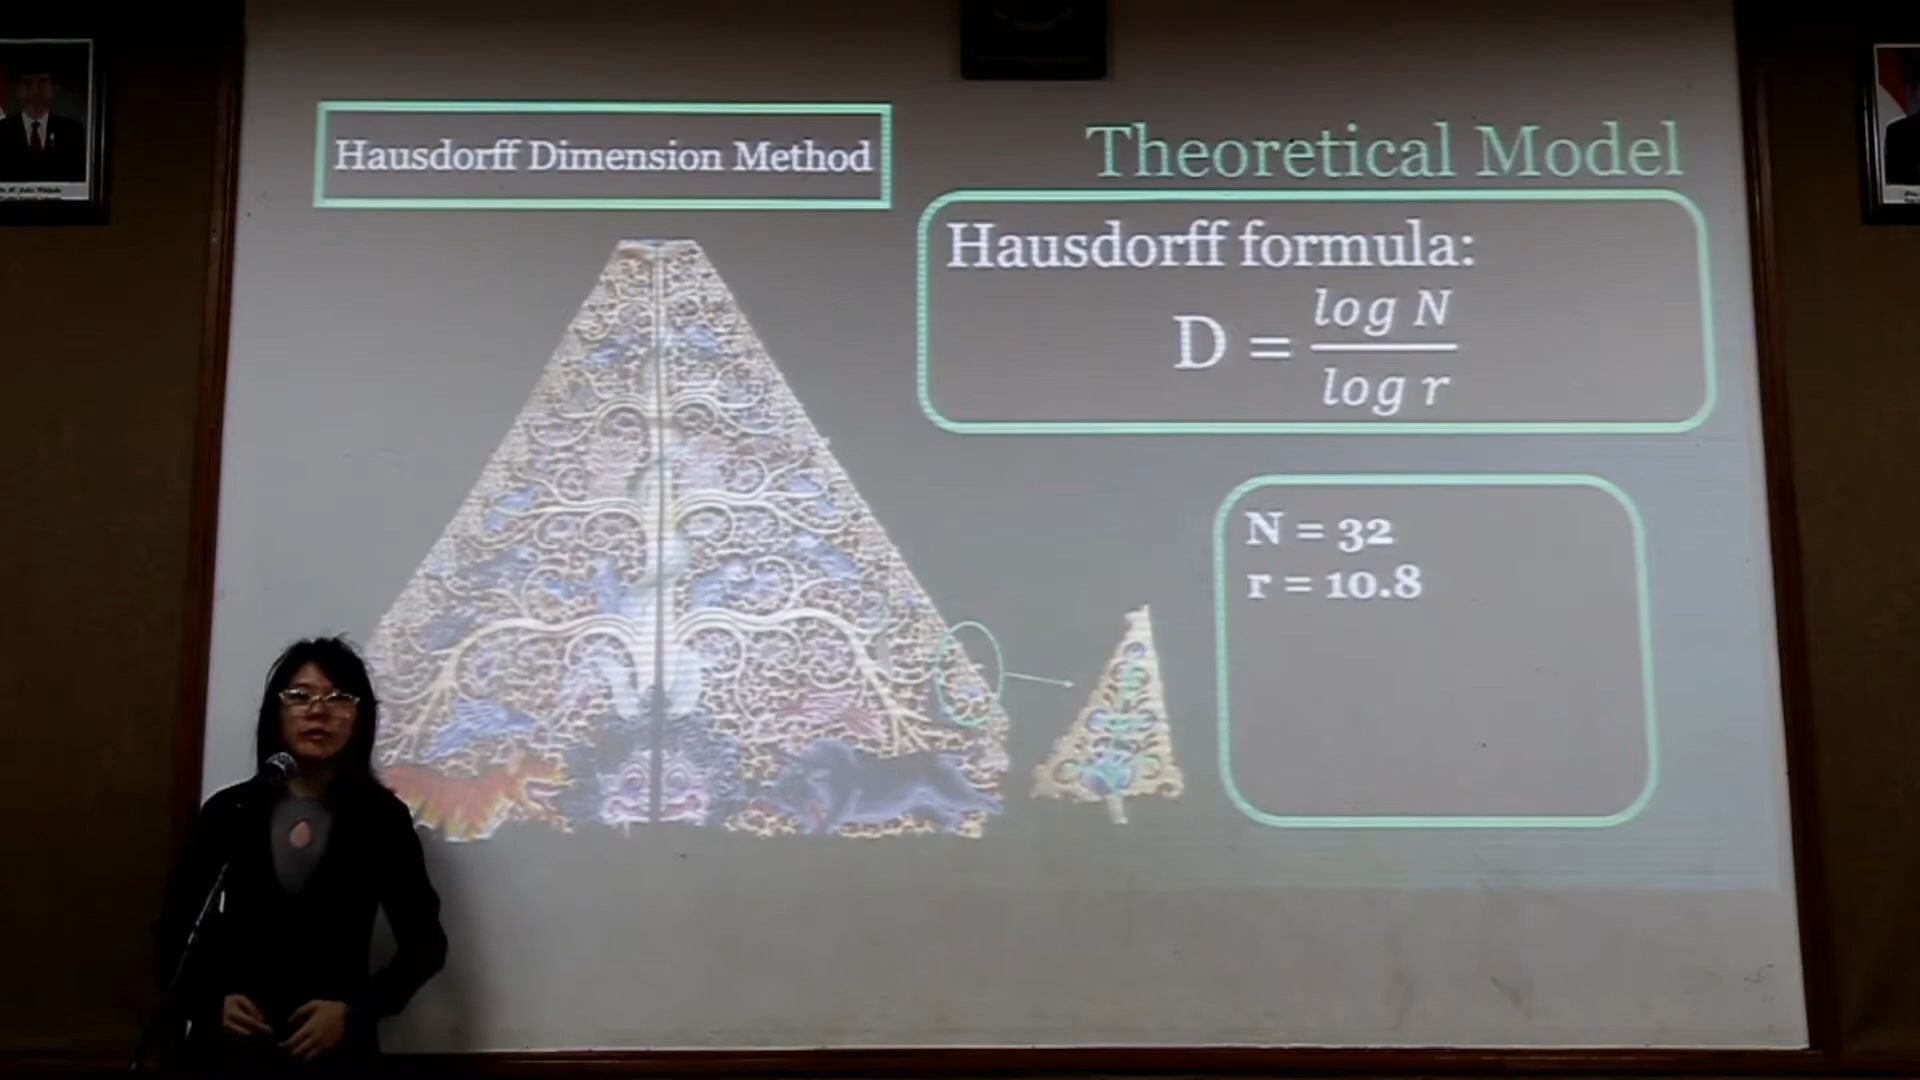 Hausdorff Dimension Method
Theoretical Model
Hausdorff formula:
D = log N / log r
N = 32
r = 10.8